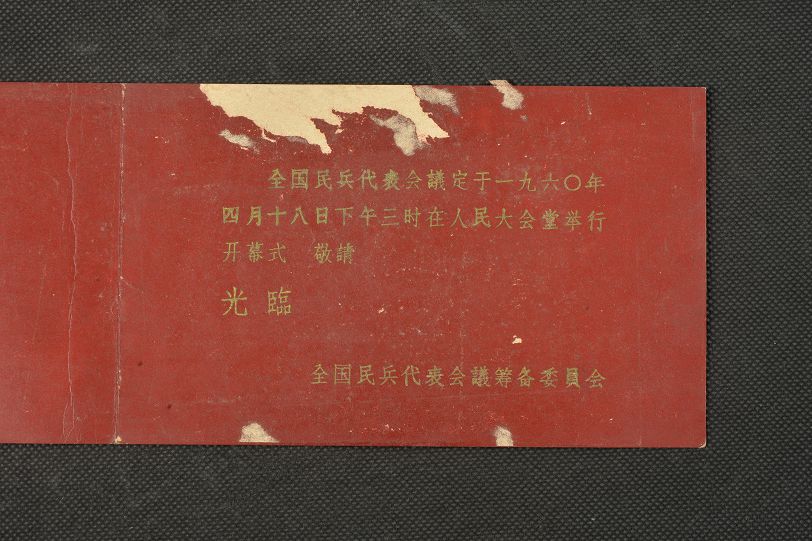 全国民兵代表会議定于一九六〇年
四月十八日下午三时在人民大会堂举行
开幕式 敬請
光臨
全国民兵代表会議筹备委員会